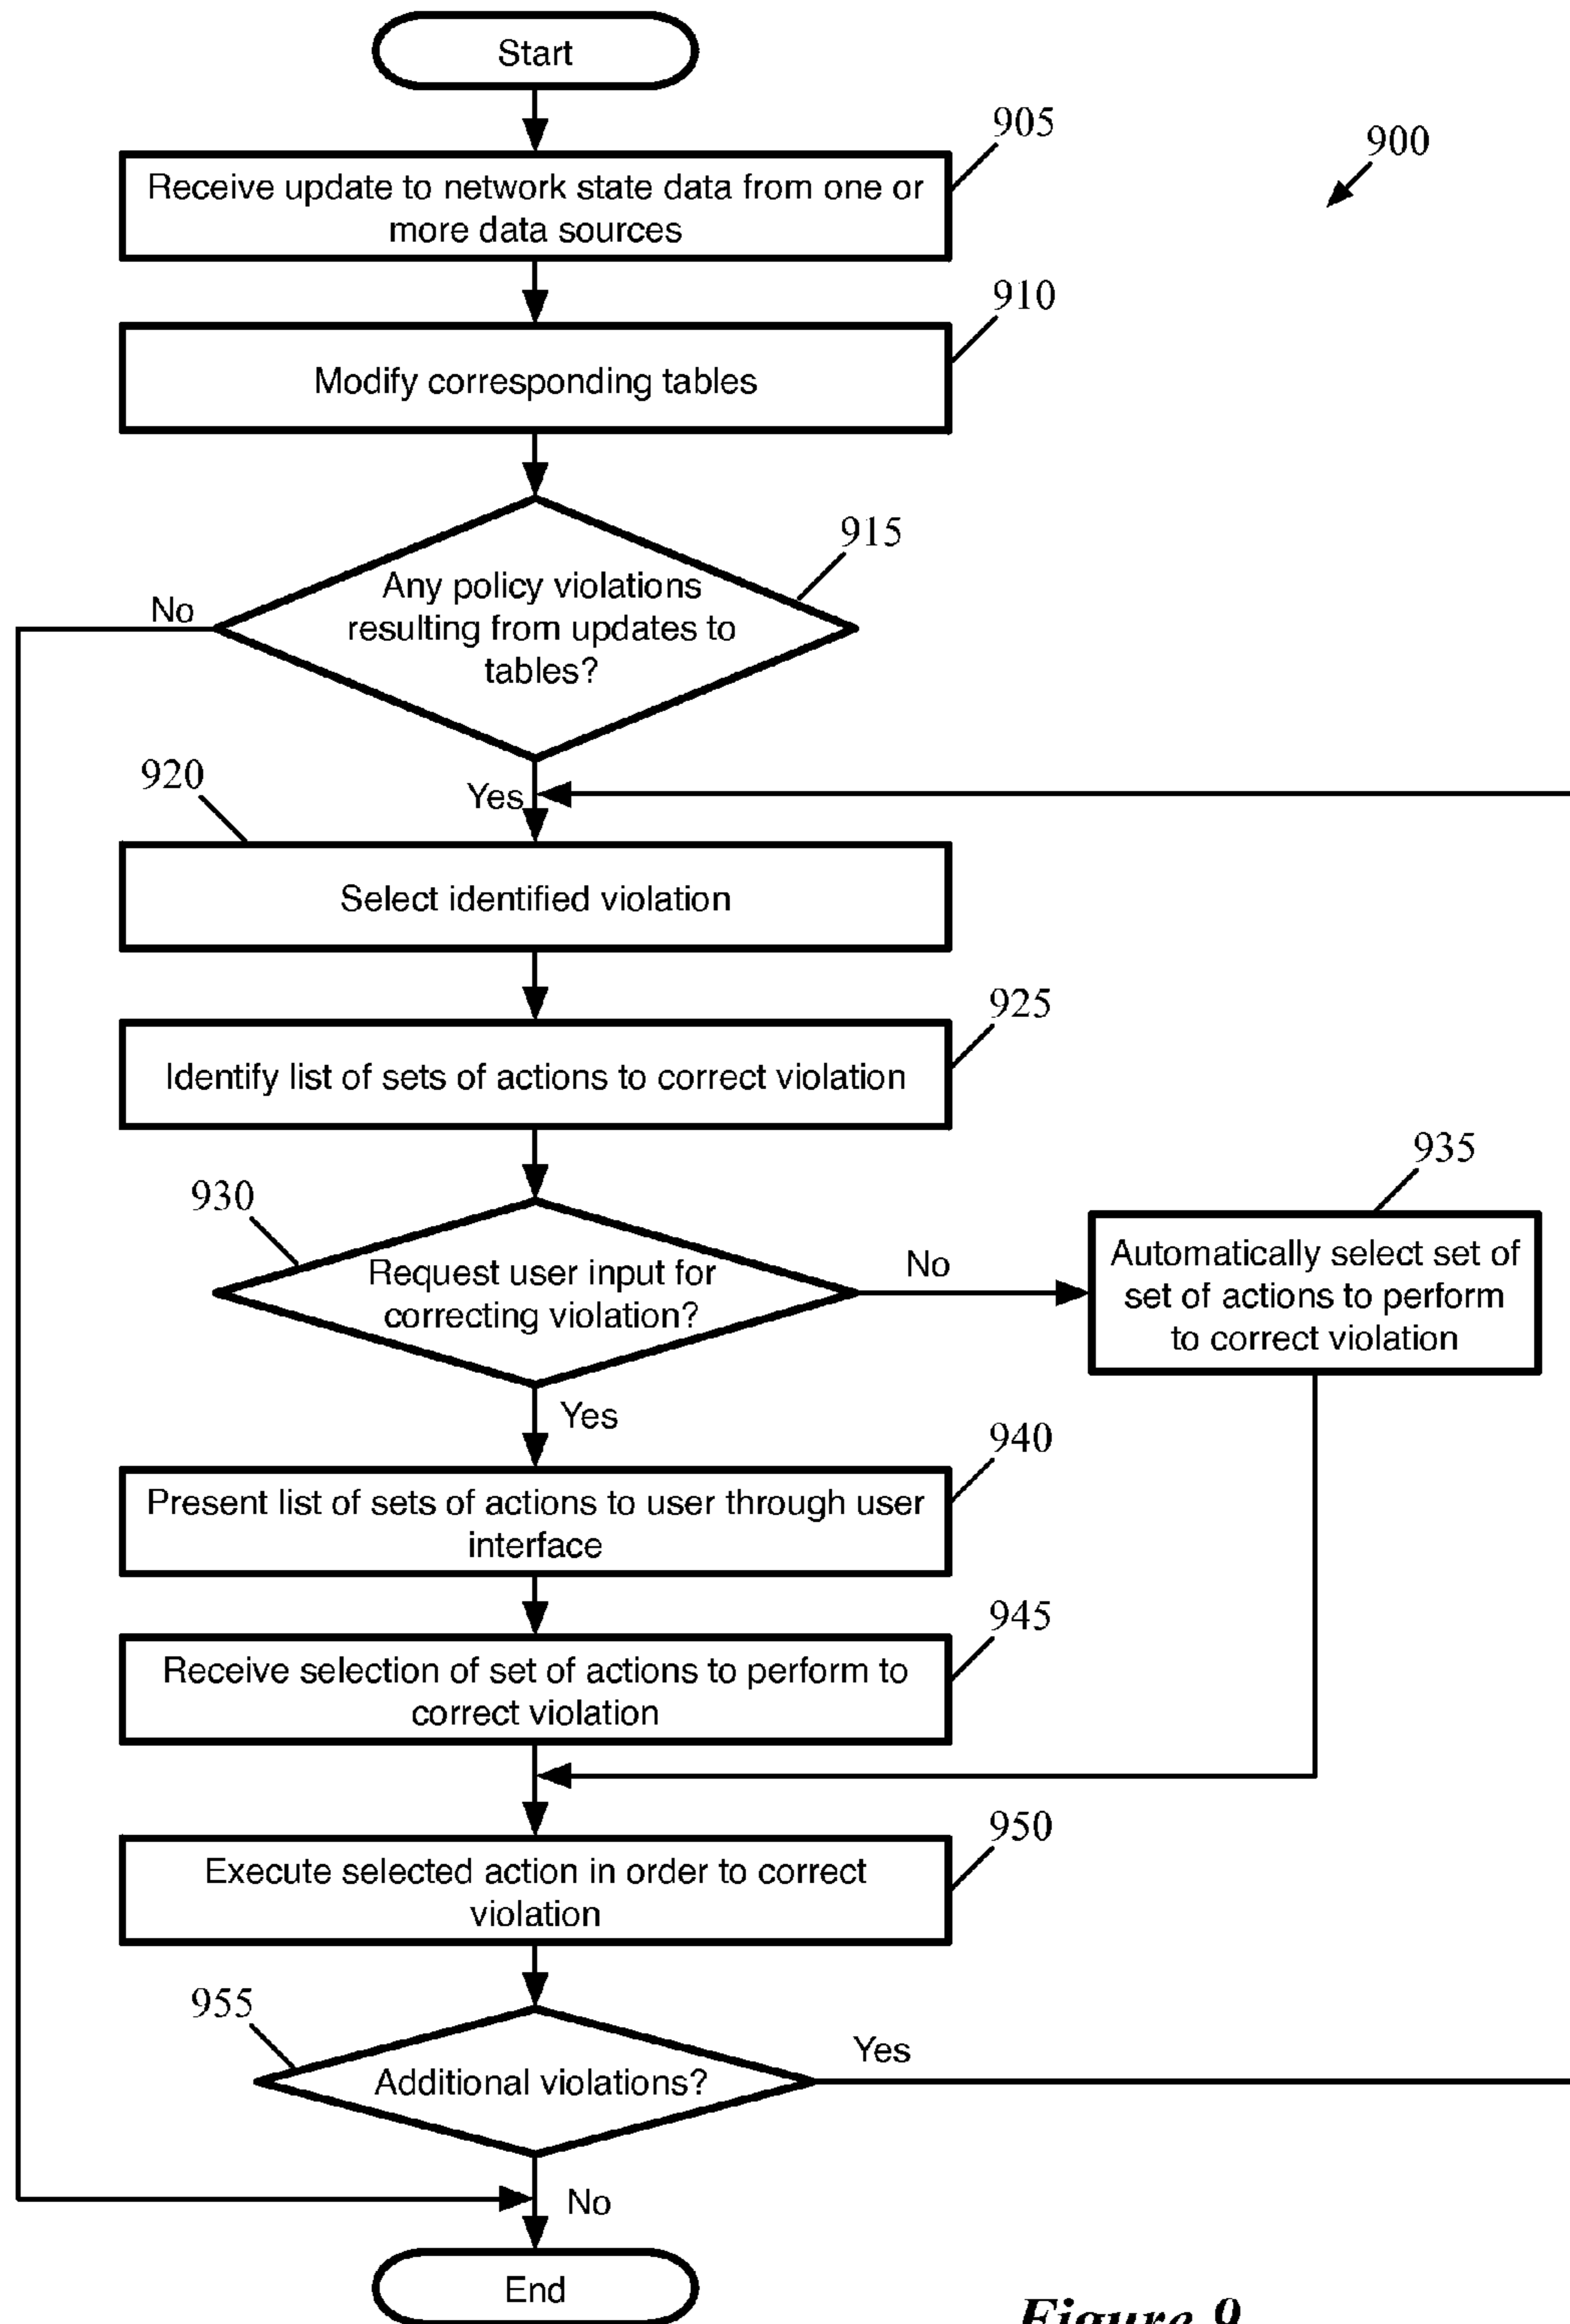 Start
905
900
Receive update to network state data from one or
more data sources
910
Modify corresponding tables
915
Any policy violations
resulting from updates to
tables?
No
920
Yes
Select identified violation
925
Identify list of sets of actions to correct violation
935
930
Request user input for
correcting violation?
No
Automatically select set of
set of actions to perform
to correct violation
Yes
940
Present list of sets of actions to user through user
interface
945
Receive selection of set of actions to perform to
correct violation
950
Execute selected action in order to correct
violation
955
Additional violations?
Yes
No
End
Figure 9